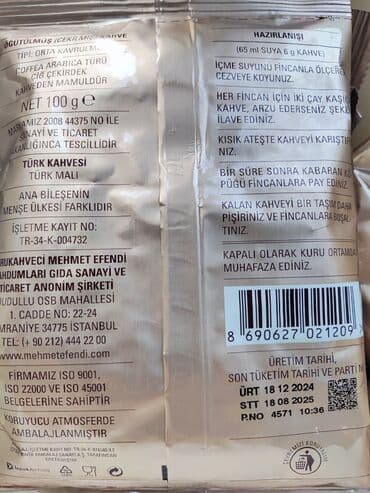 ÖĞÜTÜLMÜŞ (ÇEKİLMİŞ) KAHVE
TİPİ: ORTA KAVRULMUŞ
COFFEA ARABICA TÜRÜ
ÇİĞ ÇEKİRDEK
KAHVEDEN MAMULDÜR
NET 100 g e
MARKAMIZ 2008 44375 NO İLE
SANAYİ VE TİCARET
BAKANLIĞINCA TESCİLLİDİR
TÜRK KAHVESİ
TÜRK MALI
ANA BİLEŞENİN
MENŞE ÜLKESİ FARKLIDIR
İŞLETME KAYIT NO:
TR-34-K-004732
KURUKAHVECİ MEHMET EFENDİ
MAHDUMLARI GIDA SANAYİ VE
TİCARET ANONİM ŞİRKETİ
DUDULLU OSB MAHALLESİ
1. CADDE NO: 22-24
ÜMRANİYE 34775 İSTANBUL
TEL: (+ 90 212) 444 22 00
www.mehmetefendi.com
FİRMAMIZ ISO 9001,
ISO 22000 VE ISO 45001
BELGELERİNE SAHİPTİR
KORUYUCU ATMOSFERDE
AMBALAJLANMIŞTIR
HAZIRLANIŞI
(65 ml SUYA 6 g KAHVE)
İÇME SUYUNU FİNCANLA ÖLÇEREK
CEZVEYE KOYUNUZ.
HER FİNCAN İÇİN İKİ ÇAY KAŞIĞI
KAHVE, ARZU EDERSENİZ ŞEKER
İLAVE EDİNİZ.
KISIK ATEŞTE KAHVEYİ KARIŞTIRI
NIZ.
BİR SÜRE SONRA KABARAN KÖ
PÜĞÜ FİNCANLARA PAY EDİNİZ.
KALAN KAHVEYİ BİR TAŞIM DAHA
PİŞİRİNİZ VE FİNCANLARA BOŞAL
TINIZ.
KAPALI OLARAK KURU ORTAMDA
MUHAFAZA EDİNİZ.
8 690627 021209
ÜRETİM TARİHİ,
SON TÜKETİM TARİHİ VE PARTİ N
ÜRT 18 12 2024
STT 18 06 2025
P.NO 4571 10:36